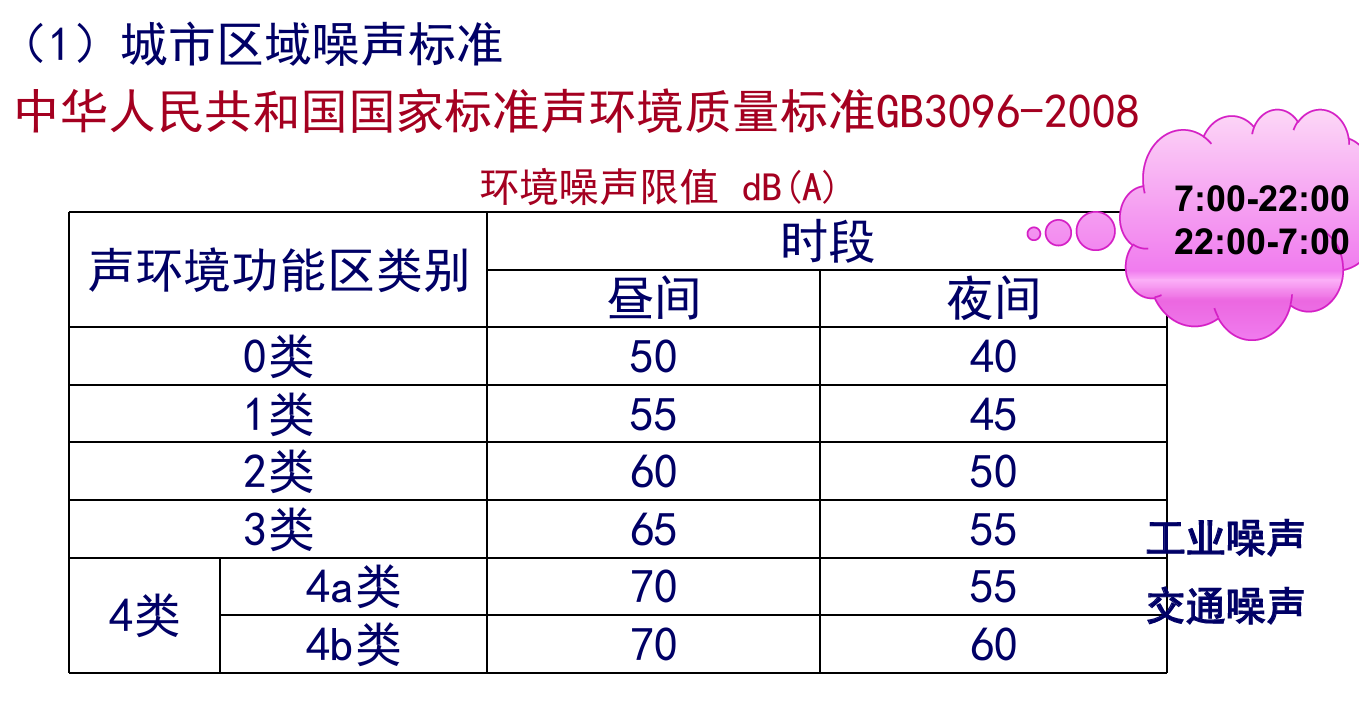 （1）城市区域噪声标准
中华人民共和国国家标准声环境质量标准GB3096-2008
环境噪声限值 dB(A)
7:00-22:00
22:00-7:00
声环境功能区类别 时段
昼间 夜间
0类 50 40
1类 55 45
2类 60 50
3类 65 55 工业噪声
4类 4a类 70 55 交通噪声
4b类 70 60